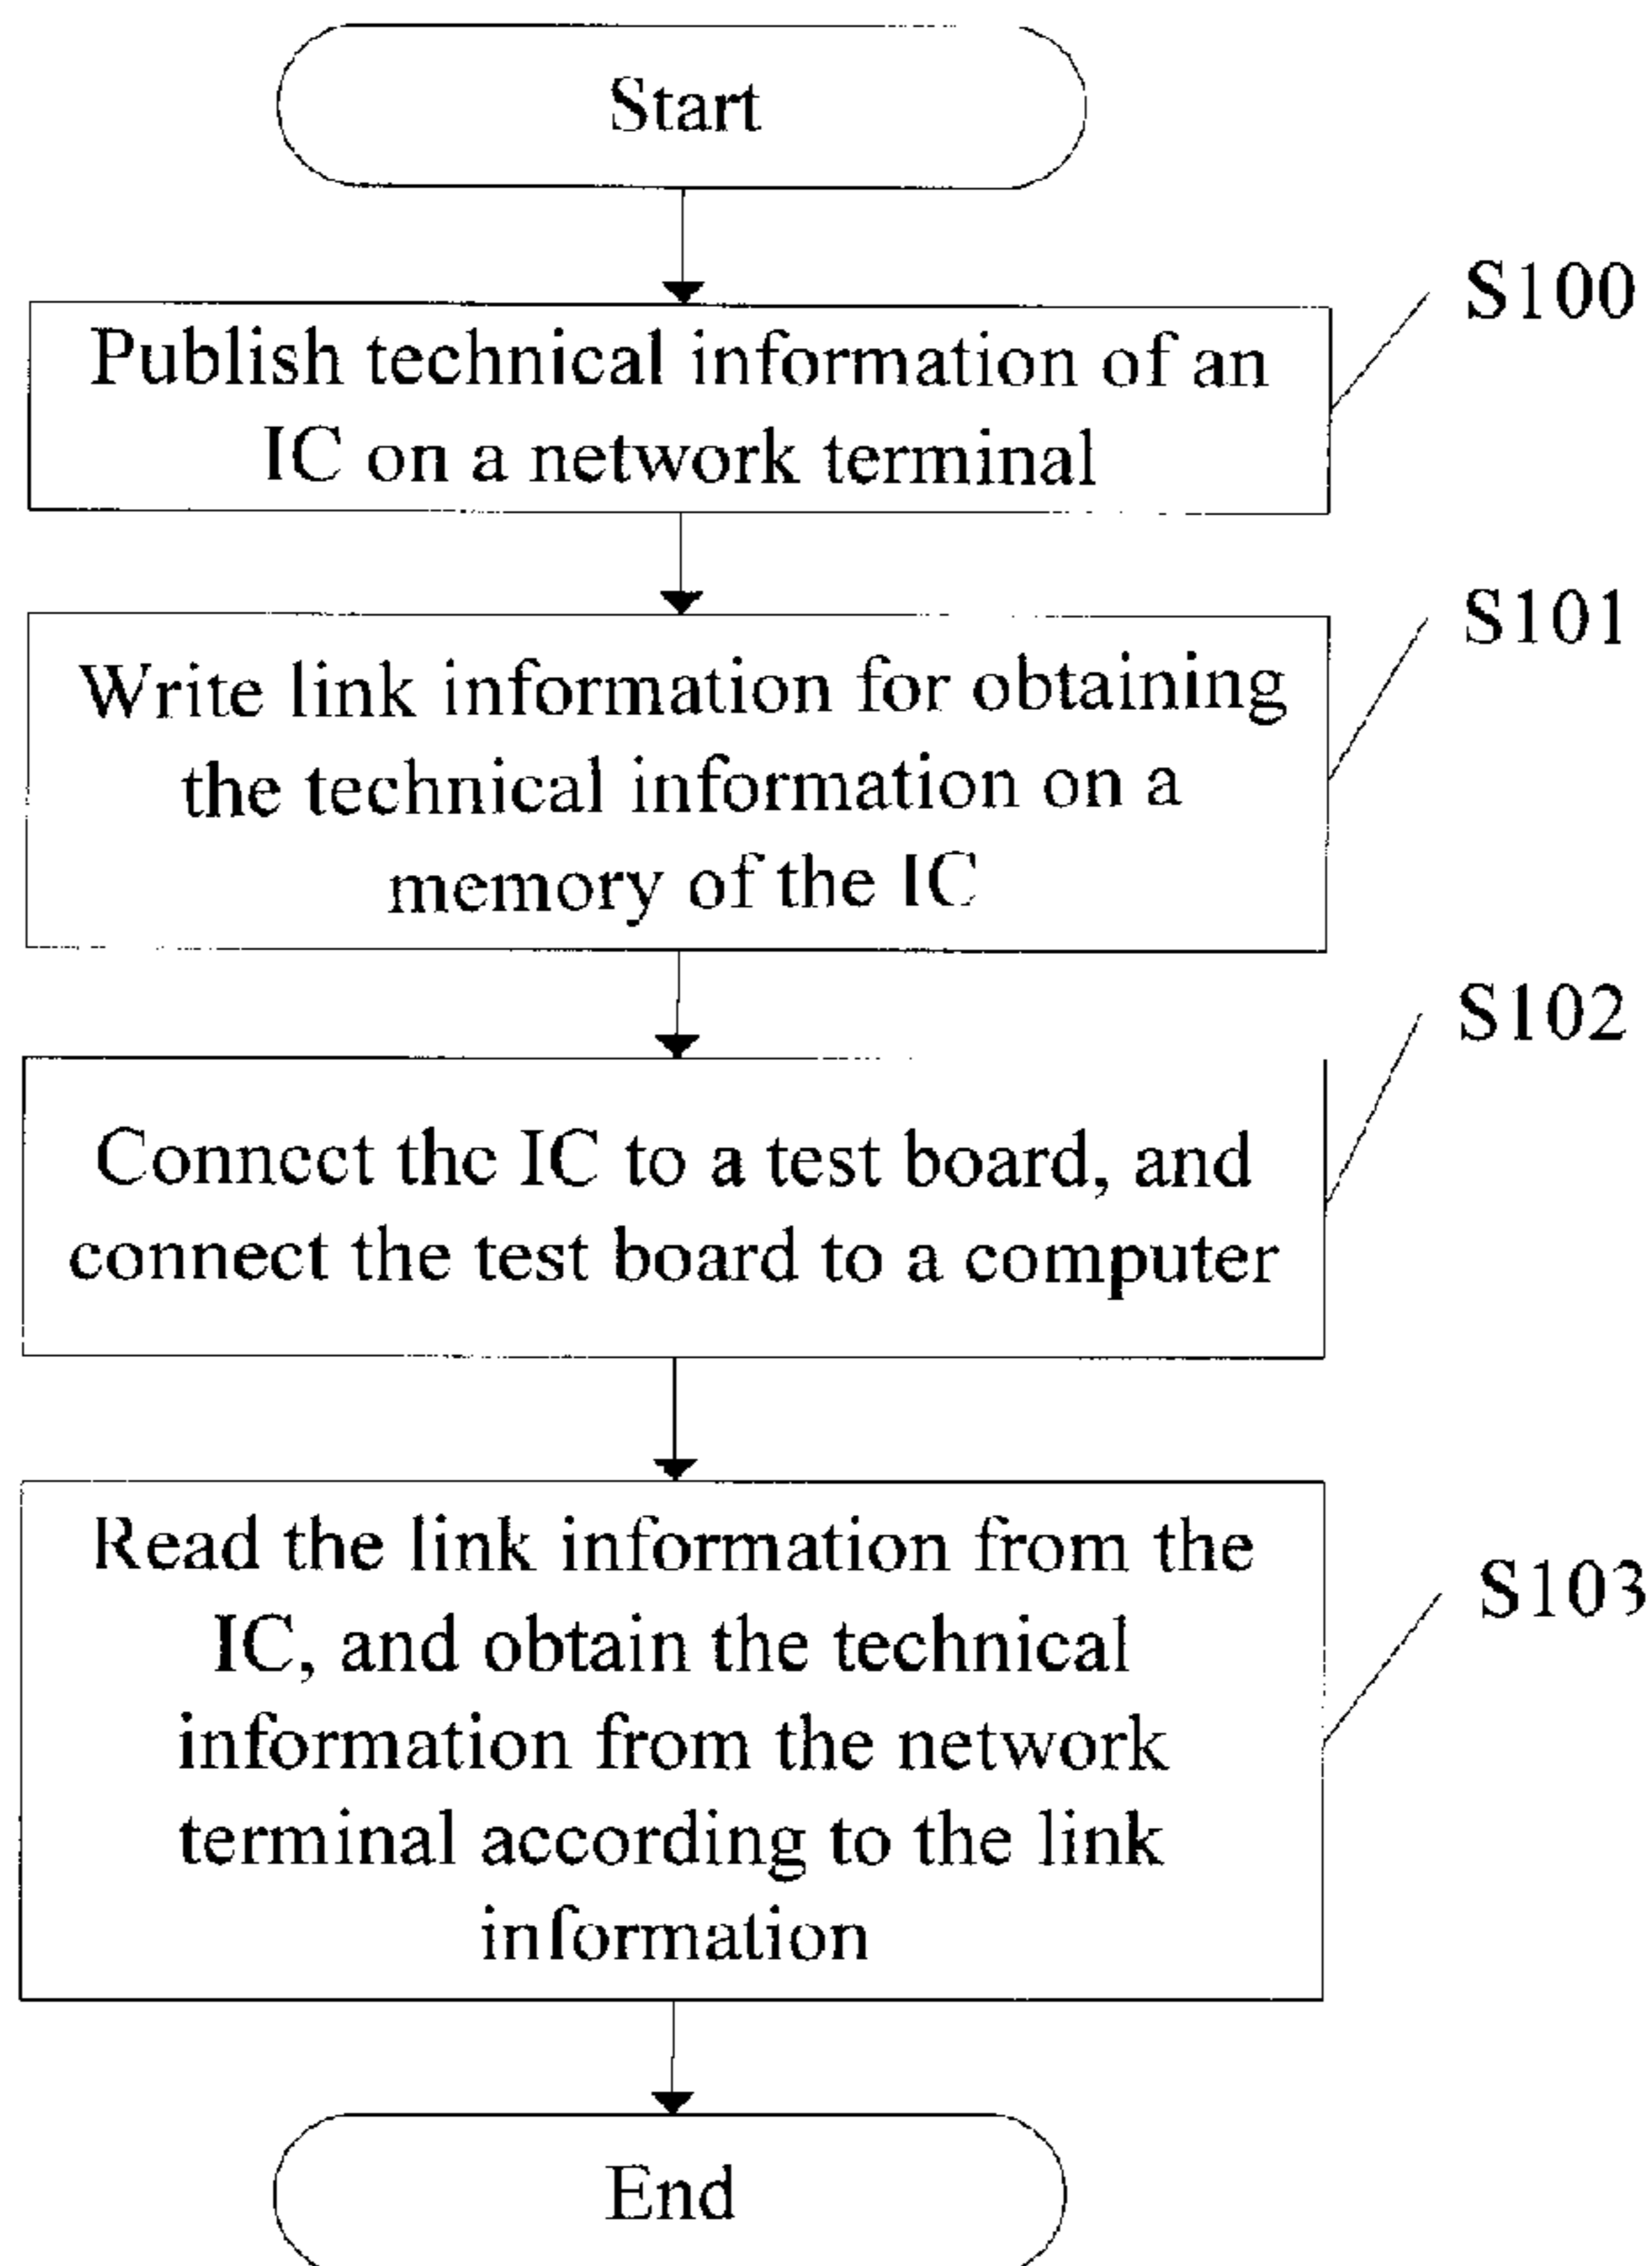 Start
S100
Publish technical information of an
IC on a network terminal
S101
Write link information for obtaining
the technical information on a
memory of the IC
S102
Connect the IC to a test board, and
connect the test board to a computer
S103
Read the link information from the
IC, and obtain the technical
information from the network
terminal according to the link
information
End